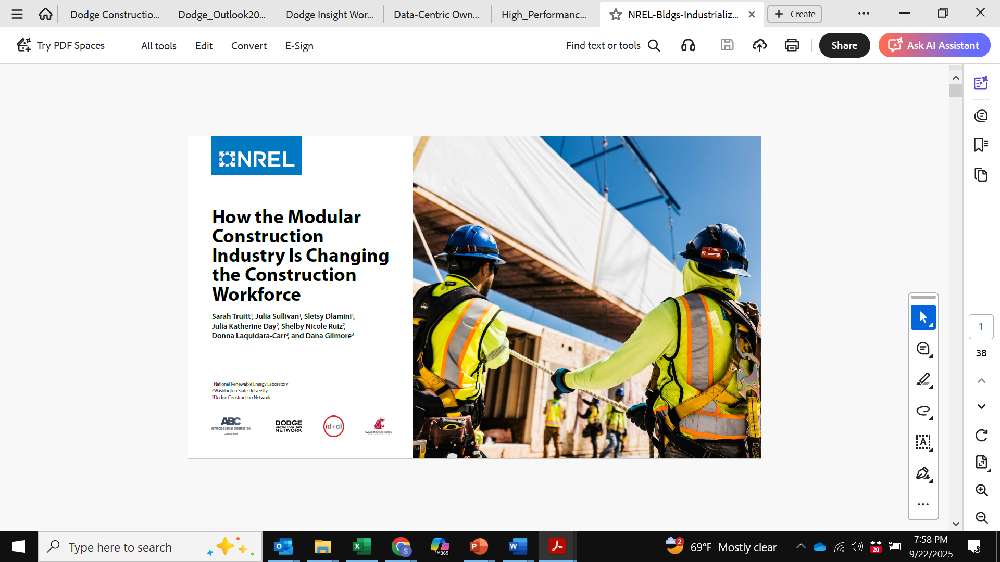 Dodge Constructio...
Dodge_Outlook20...
Dodge Insight Wor...
Data-Centric Own...
High_Performanc...
NREL-Bldgs-Industrializ...
Create
Try PDF Spaces
All tools
Edit
Convert
E-Sign
Find text or tools
Share
Ask AI Assistant
NREL
How the Modular
Construction
Industry Is Changing
the Construction
Workforce
Sarah Truitt¹, Julia Sullivan¹, Sletsy Dlamini¹,
Julia Katherine Day², Shelby Nicole Ruiz²,
Donna Laquidara-Carr³, and Dana Gilmore³
¹National Renewable Energy Laboratory
²Washington State University
³Dodge Construction Network
ABC
ADVANCED BUILDING CONSTRUCTION
Collaborative
DODGE
CONSTRUCTION
NETWORK
id+cl
WASHINGTON STATE
UNIVERSITY
1
38
Type here to search
M365
2
69°F Mostly clear
20
7:58 PM
9/22/2025